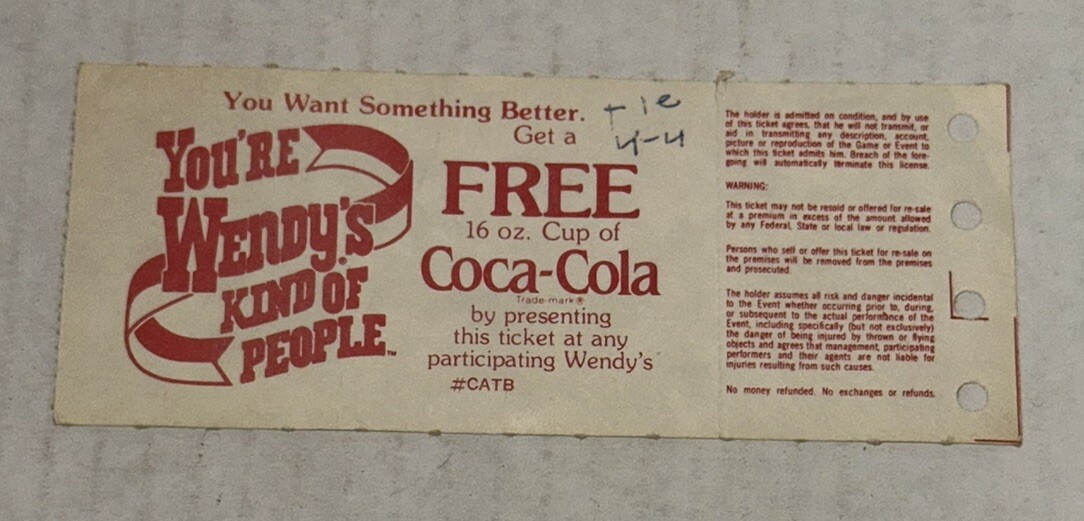 You Want Something Better.
Get a
tie
4-4
YOU'RE
WENDY'S
KIND OF
PEOPLE™
FREE
16 oz. Cup of
Coca-Cola
Trade-mark®
by presenting
this ticket at any
participating Wendy's
#CATB
The holder is admitted on condition, and by use
of this ticket agrees, that he will not transmit, or
aid in transmitting any description, account,
picture or reproduction of the Game or Event to
which this ticket admits him. Breach of the fore-
going will automatically terminate this license.
WARNING:
This ticket may not be resold or offered for re-sale
at a premium in excess of the amount allowed
by any Federal, State or local law or regulation.
Persons who sell or offer this ticket for re-sale on
the premises will be removed from the premises
and prosecuted.
The holder assumes all risk and danger incidental
to the Event whether occurring prior to, during,
or subsequent to the actual performance of the
Event, including specifically (but not exclusively)
the danger of being injured by thrown or flying
objects and agrees that management, participating
performers and their agents are not liable for
injuries resulting from such causes.
No money refunded. No exchanges or refunds.